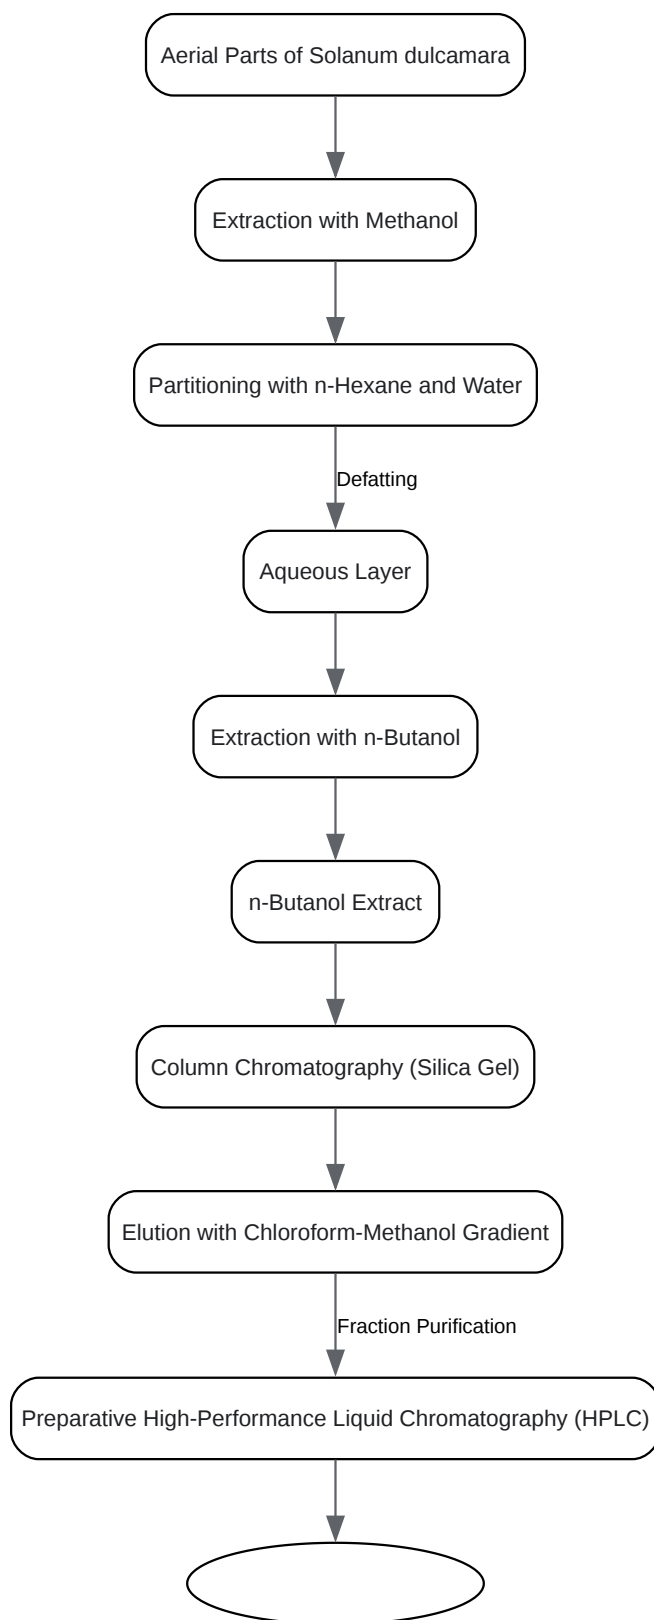 Aerial Parts of Solanum dulcamara
Extraction with Methanol
Partitioning with n-Hexane and Water
Defatting
Aqueous Layer
Extraction with n-Butanol
n-Butanol Extract
Column Chromatography (Silica Gel)
Elution with Chloroform-Methanol Gradient
Fraction Purification
Preparative High-Performance Liquid Chromatography (HPLC)